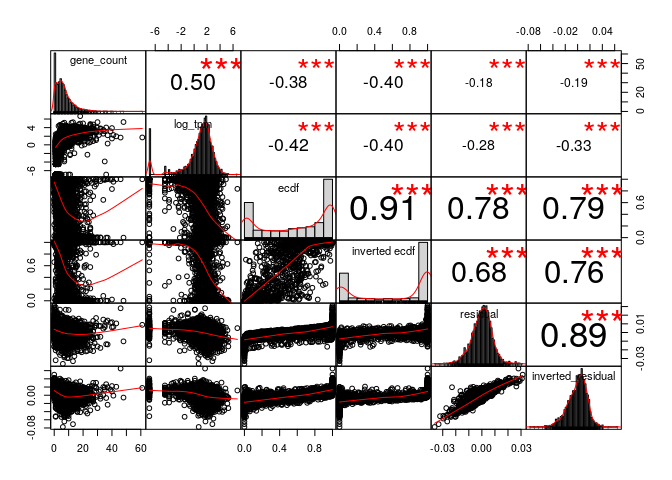 -6 -2 2 6 0.0 0.4 0.8 -0.08 -0.02 0.04
gene_count *** 0.50 *** -0.38 *** -0.40 *** -0.18 *** -0.19 0 20 50
-6 0 4 log_tpm *** -0.42 *** -0.40 *** -0.28 *** -0.33
ecdf *** 0.91 *** 0.78 *** 0.79 0.0 0.6
0.0 0.6 inverted ecdf *** 0.68 *** 0.76
residual *** 0.89 -0.03 0.01
-0.08 0.00 inverted_residual
0 20 40 60 0.0 0.4 0.8 -0.03 0.00 0.03